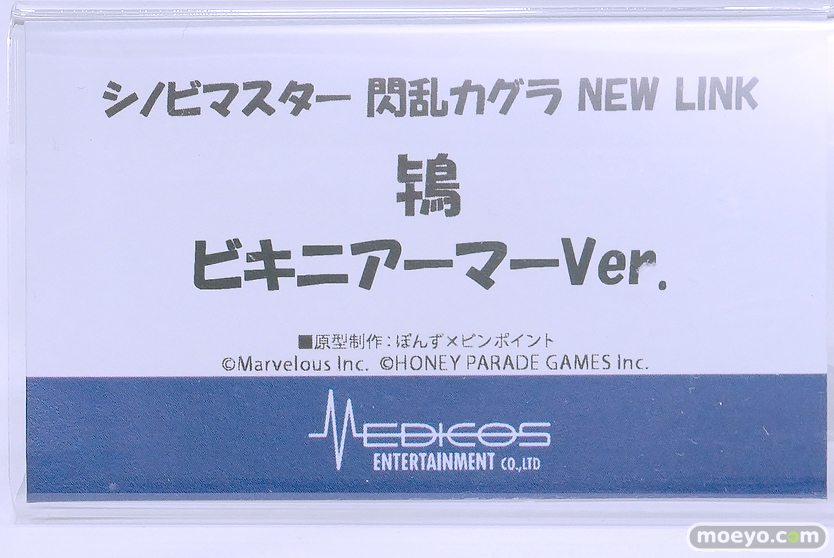 シノビマスター 閃乱カグラ NEW LINK
鴇
ビキニアーマーVer.
■原型制作：ぽんず×ピンポイント
©Marvelous Inc. ©HONEY PARADE GAMES Inc.
MEDICOS
ENTERTAINMENT CO.,LTD
moeyo.com